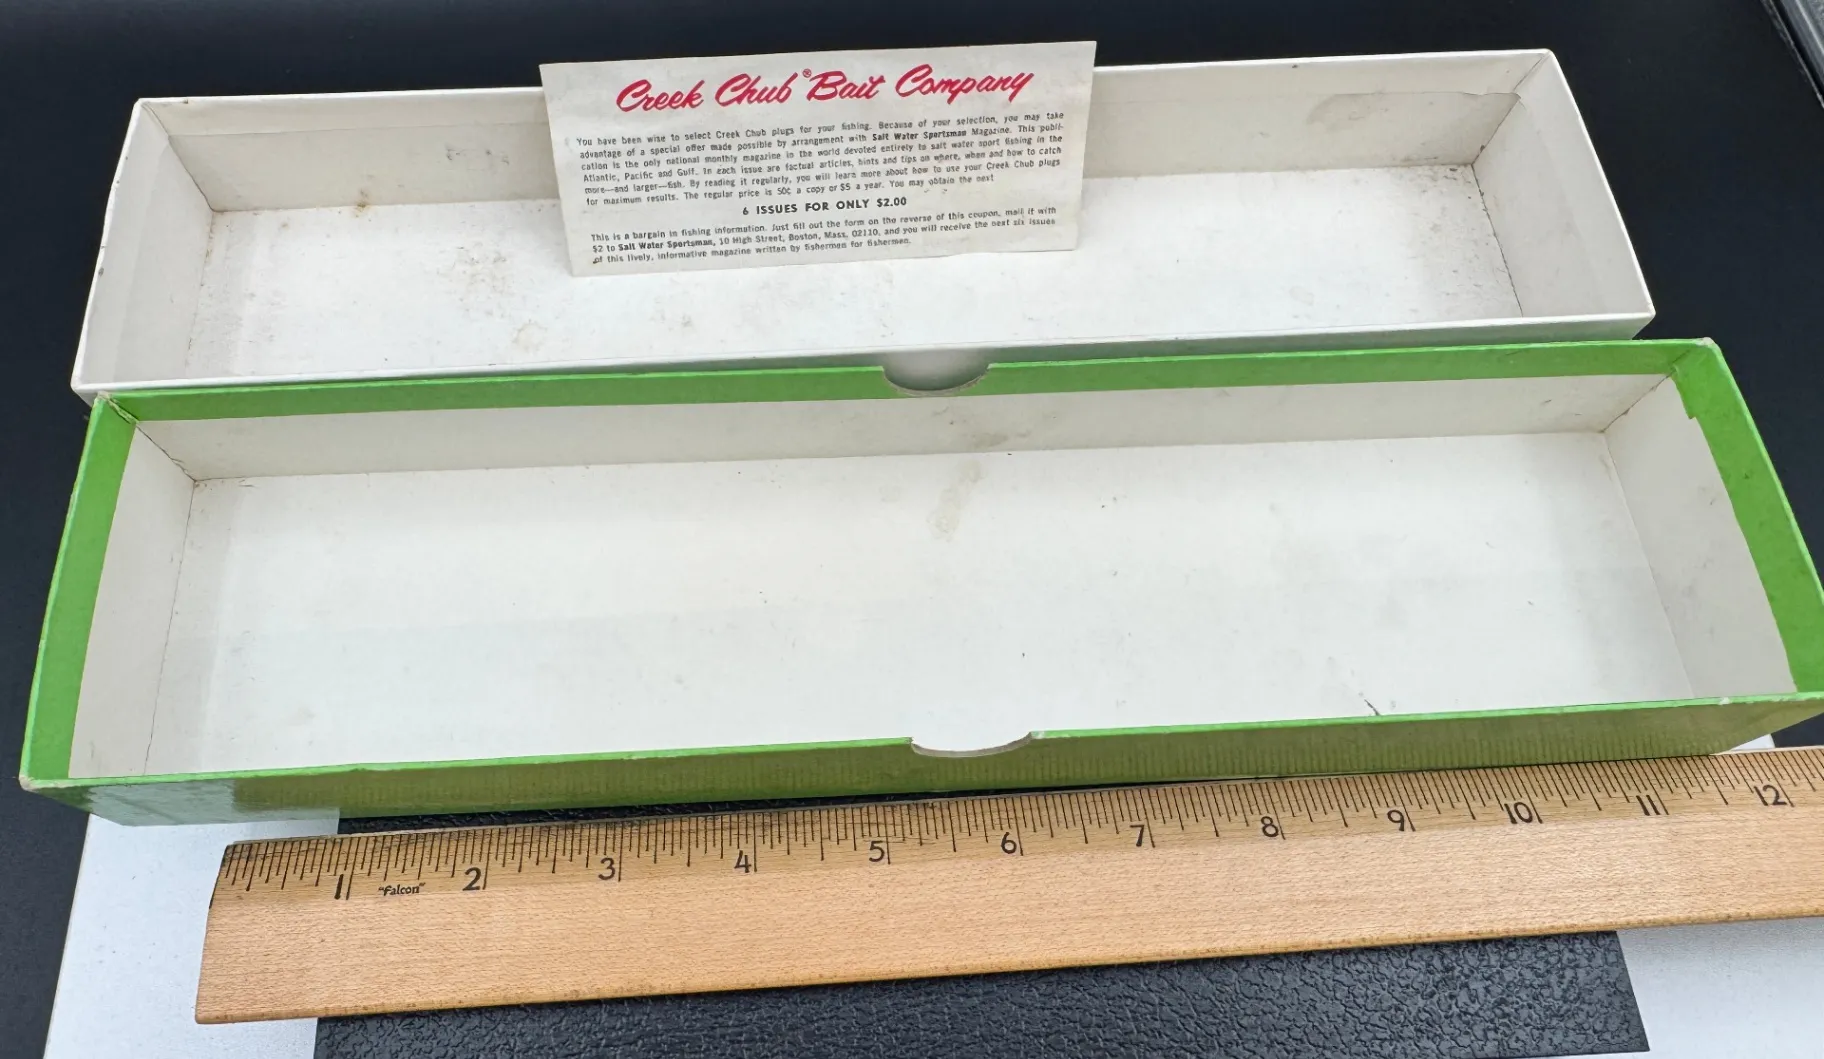 Creek Chub® Bait Company
You have been wise to select Creek Chub plugs for your fishing. Because of your selection, you may take
advantage of a special offer made possible by arrangement with Salt Water Sportsman Magazine. This publi-
cation is the only national monthly magazine in the world devoted entirely to salt water sport fishing in the
Atlantic, Pacific and Gulf. In each issue are factual articles, hints and tips on where, when and how to catch
more—and larger—fish. By reading it regularly, you will learn more about how to use your Creek Chub plugs
for maximum results. The regular price is 50¢ a copy or $5 a year. You may obtain the next
6 ISSUES FOR ONLY $2.00
This is a bargain in fishing information. Just fill out the form on the reverse of this coupon, mail it with
$2 to Salt Water Sportsman, 10 High Street, Boston, Mass. 02110, and you will receive the next six issues
of this lively, informative magazine written by fishermen for fishermen.
1 "Falcon" 2 3 4 5 6 7 8 9 10 11 12